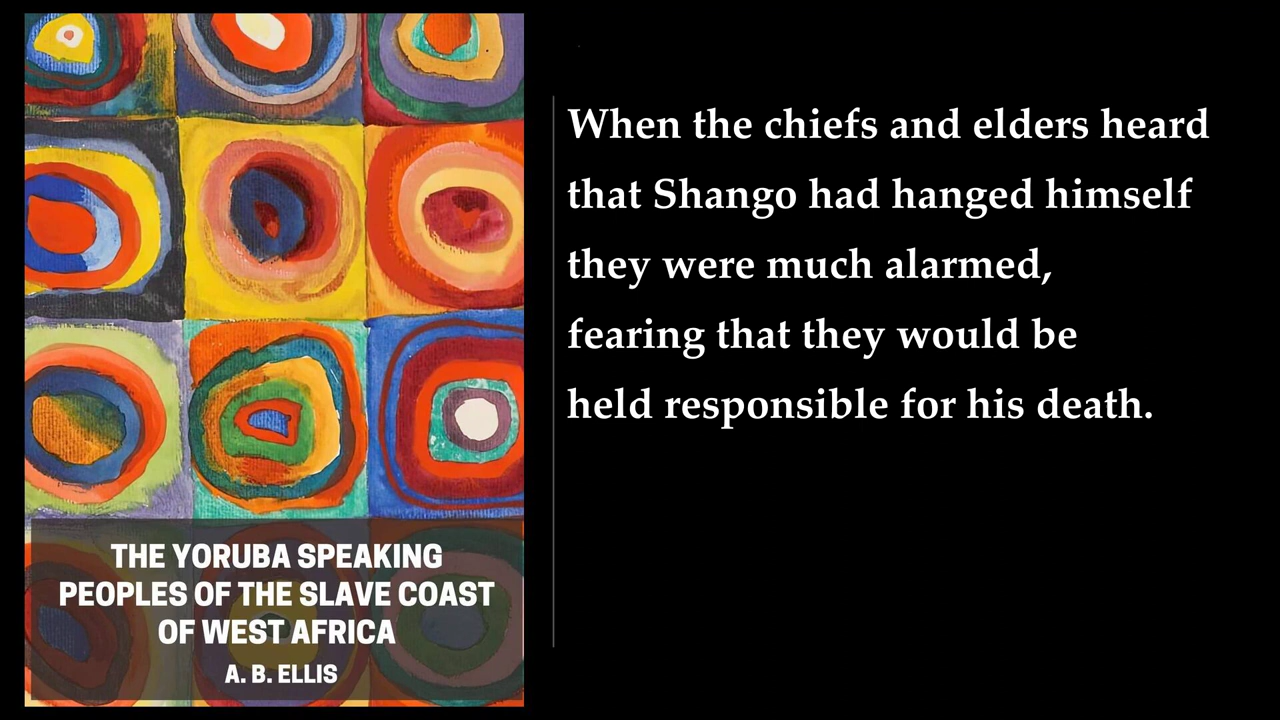 When the chiefs and elders heard
that Shango had hanged himself
they were much alarmed,
fearing that they would be
held responsible for his death.
THE YORUBA SPEAKING
PEOPLES OF THE SLAVE COAST
OF WEST AFRICA
A. B. ELLIS